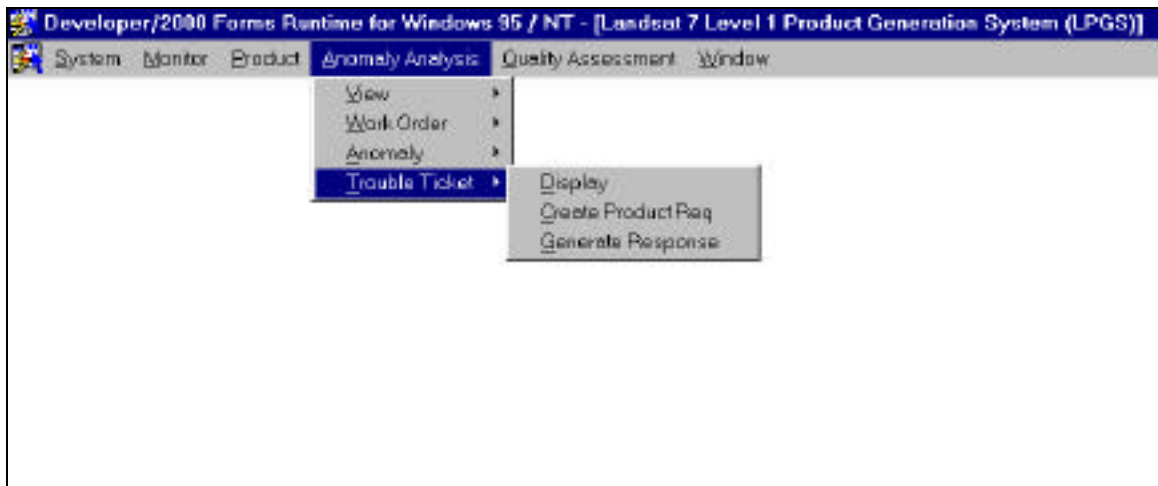 Developer/2000 Forms Runtime for Windows 95 / NT - [Landsat 7 Level 1 Product Generation System (LPGS)]
System Monitor Product Anomaly Analysis Quality Assessment Window
View
Work Order
Anomaly
Trouble Ticket
Display
Create Product Req
Generate Response